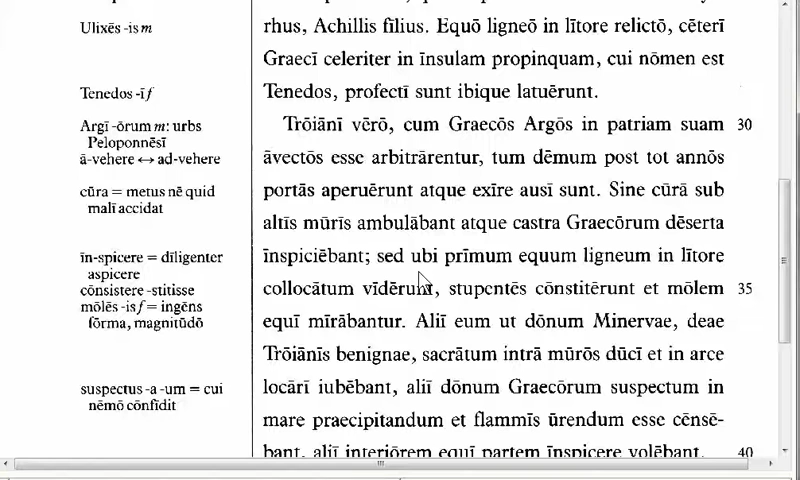 Ulixēs -is m
Tenedos -ī f
Argī -ōrum m: urbs
Peloponnēsī
ā-vehere ↔ ad-vehere
cūra = metus nē quid
malī accidat
īn-spicere = dīligenter
aspicere
cōnsistere -stitisse
mōlēs -is f = ingēns
fōrma, magnitūdō
suspectus -a -um = cui
nēmō cōnfīdit
rhus, Achillis fīlius. Equō ligneō in lītore relictō, cēterī
Graecī celeriter in īnsulam propinquam, cui nōmen est
Tenedos, profectī sunt ibique latuērunt.
Trōiānī vērō, cum Graecōs Argōs in patriam suam 30
āvectōs esse arbitrārentur, tum dēmum post tot annōs
portās aperuērunt atque exīre ausī sunt. Sine cūrā sub
altīs mūrīs ambulābant atque castra Graecōrum dēserta
īnspiciēbant; sed ubi prīmum equum ligneum in lītore
collocātum vīdērunt, stupentēs cōnstitērunt et mōlem 35
equī mīrābantur. Aliī eum ut dōnum Minervae, deae
Trōiānīs benignae, sacrātum intrā mūrōs dūcī et in arce
locārī iubēbant, aliī dōnum Graecōrum suspectum in
mare praecipitandum et flammīs ūrendum esse cēnsē-
bant, aliī interiōrem equī partem īnspicere volēbant. 40